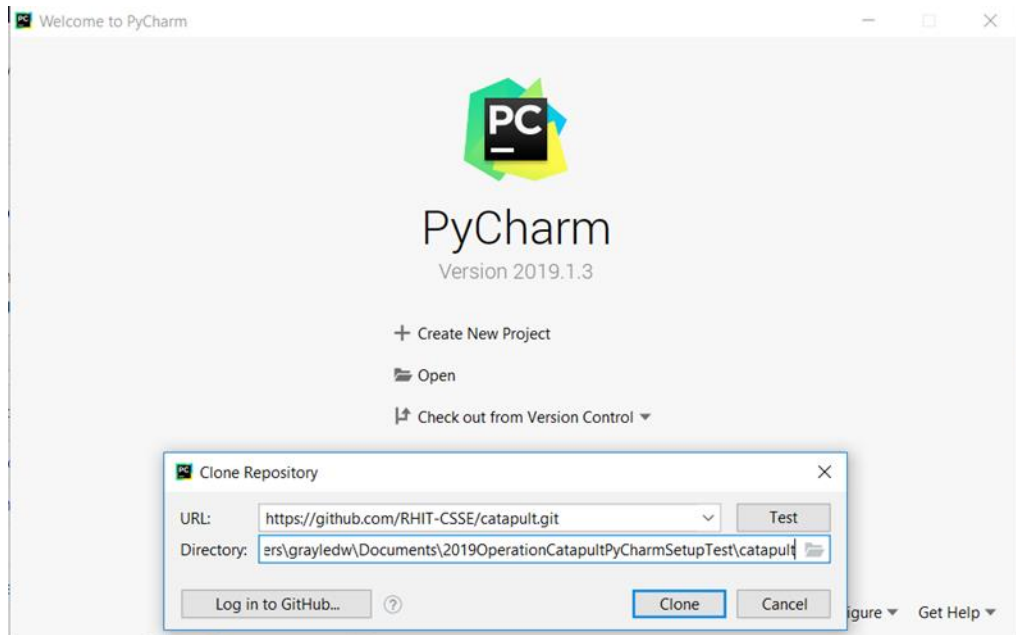 Welcome to PyCharm
PC
PyCharm
Version 2019.1.3
Create New Project
Open
Check out from Version Control
Clone Repository
URL: https://github.com/RHIT-CSSE/catapult.git Test
Directory: ers\grayledw\Documents\2019OperationCatapultPyCharmSetupTest\catapult
Log in to GitHub... ? Clone Cancel
igure Get Help